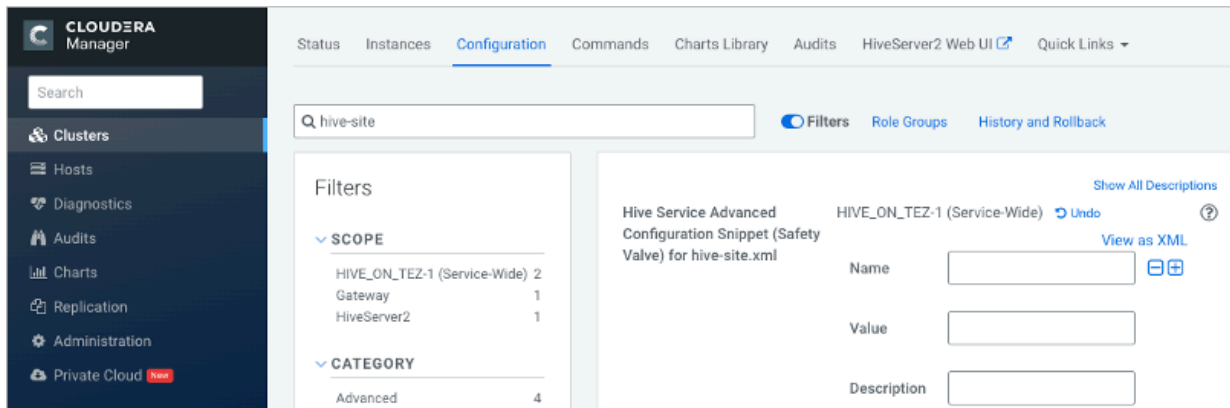 CLOUDERA
Manager
Search
Clusters
Hosts
Diagnostics
Audits
Charts
Replication
Administration
Private Cloud New
Status Instances Configuration Commands Charts Library Audits HiveServer2 Web UI Quick Links
hive-site
Filters Role Groups History and Rollback
Filters
SCOPE
HIVE_ON_TEZ-1 (Service-Wide) 2
Gateway 1
HiveServer2 1
CATEGORY
Advanced 4
Show All Descriptions
Hive Service Advanced
Configuration Snippet (Safety
Valve) for hive-site.xml
HIVE_ON_TEZ-1 (Service-Wide) Undo ?
View as XML
Name
Value
Description